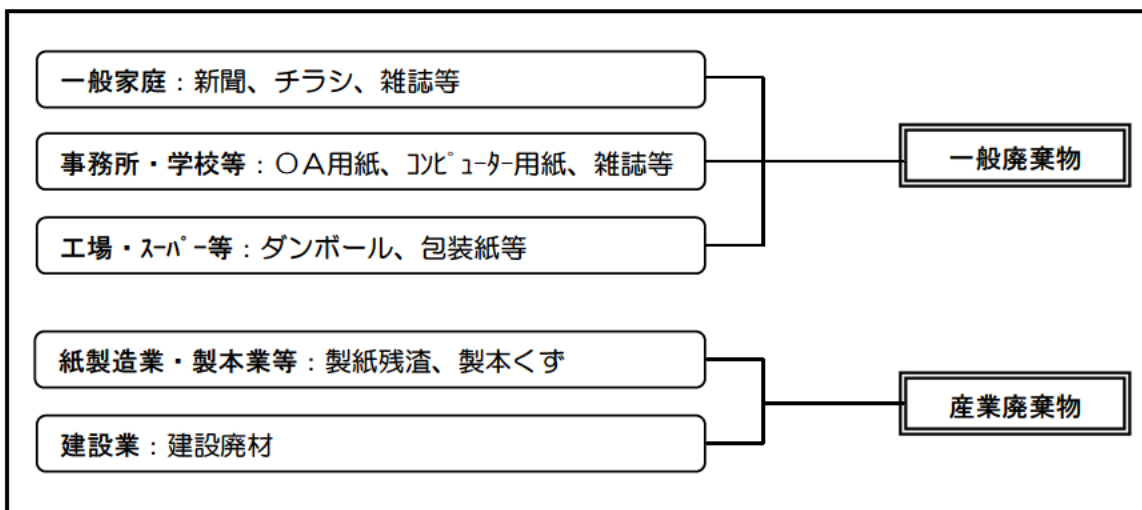 一般家庭：新聞、チラシ、雑誌等
事務所・学校等：〇A用紙、ｺﾝﾋﾟｭｰﾀｰ用紙、雑誌等
一般廃棄物
工場・ｽｰﾊﾟｰ等：ダンボール、包装紙等
紙製造業・製本業等：製紙残渣、製本くず
産業廃棄物
建設業：建設廃材